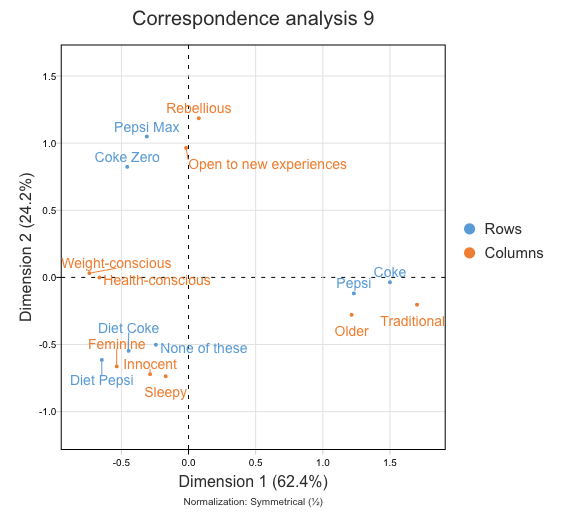 Correspondence analysis 9
Dimension 2 (24.2%)
1.5
1.0
0.5
0.0
-0.5
-1.0
Rebellious
Pepsi Max
Coke Zero
Open to new experiences
Weight-conscious
Health-conscious
Coke
Pepsi
Traditional
Older
Diet Coke
Feminine
None of these
Innocent
Diet Pepsi
Sleepy
Rows
Columns
-0.5
0.0
0.5
1.0
1.5
Dimension 1 (62.4%)
Normalization: Symmetrical (½)